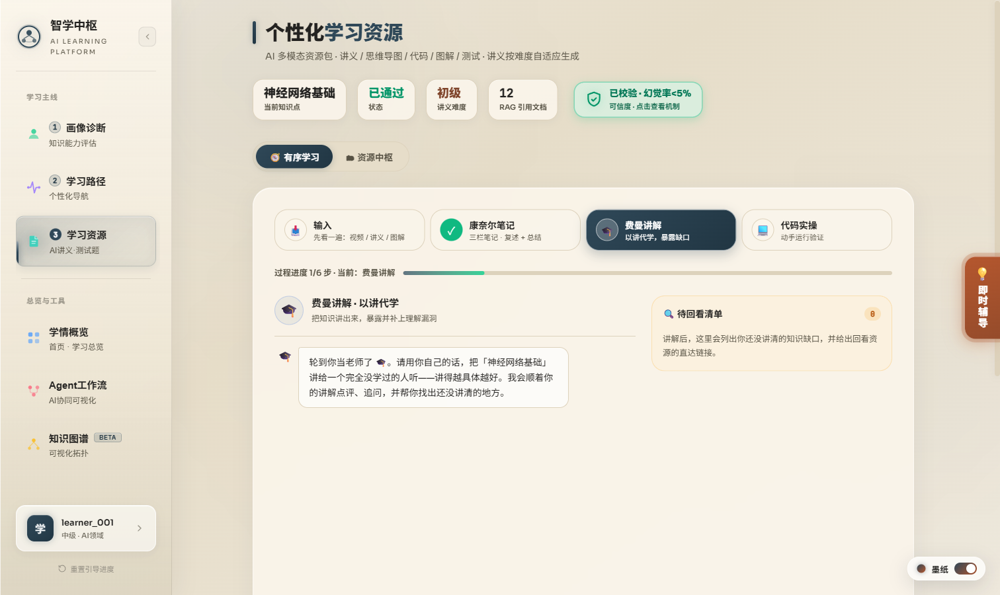 智学中枢
AI LEARNING
PLATFORM
学习主线
1 画像诊断
知识能力评估
2 学习路径
个性化导航
3 学习资源
AI讲义·测试题
总览与工具
学情概览
首页 · 学习总览
Agent工作流
AI协同可视化
知识图谱 BETA
可视化拓扑
学
learner_001
中级 · AI领域
重置引导进度
个性化学习资源
AI 多模态资源包 · 讲义 / 思维导图 / 代码 / 图解 / 测试 · 讲义按难度自适应生成
神经网络基础
当前知识点
已通过
状态
初级
讲义难度
12
RAG 引用文档
已校验 · 幻觉率<5%
可信度 · 点击查看机制
有序学习
资源中枢
输入
先看一遍：视频 / 讲义 / 图解
康奈尔笔记
三栏笔记 · 复述 + 总结
费曼讲解
以讲代学，暴露缺口
代码实操
动手运行验证
过程进度 1/6 步 · 当前：费曼讲解
费曼讲解 · 以讲代学
把知识讲出来，暴露并补上理解漏洞
轮到你当老师了 🎓。请用你自己的话，把「神经网络基础」
讲给一个完全没学过的人听——讲得越具体越好。我会顺着你
的讲解点评、追问，并帮你找出还没讲清的地方。
待回看清单
0
讲解后，这里会列出你还没讲清的知识缺口，并给出回看资
源的直达链接。
即时辅导
墨纸